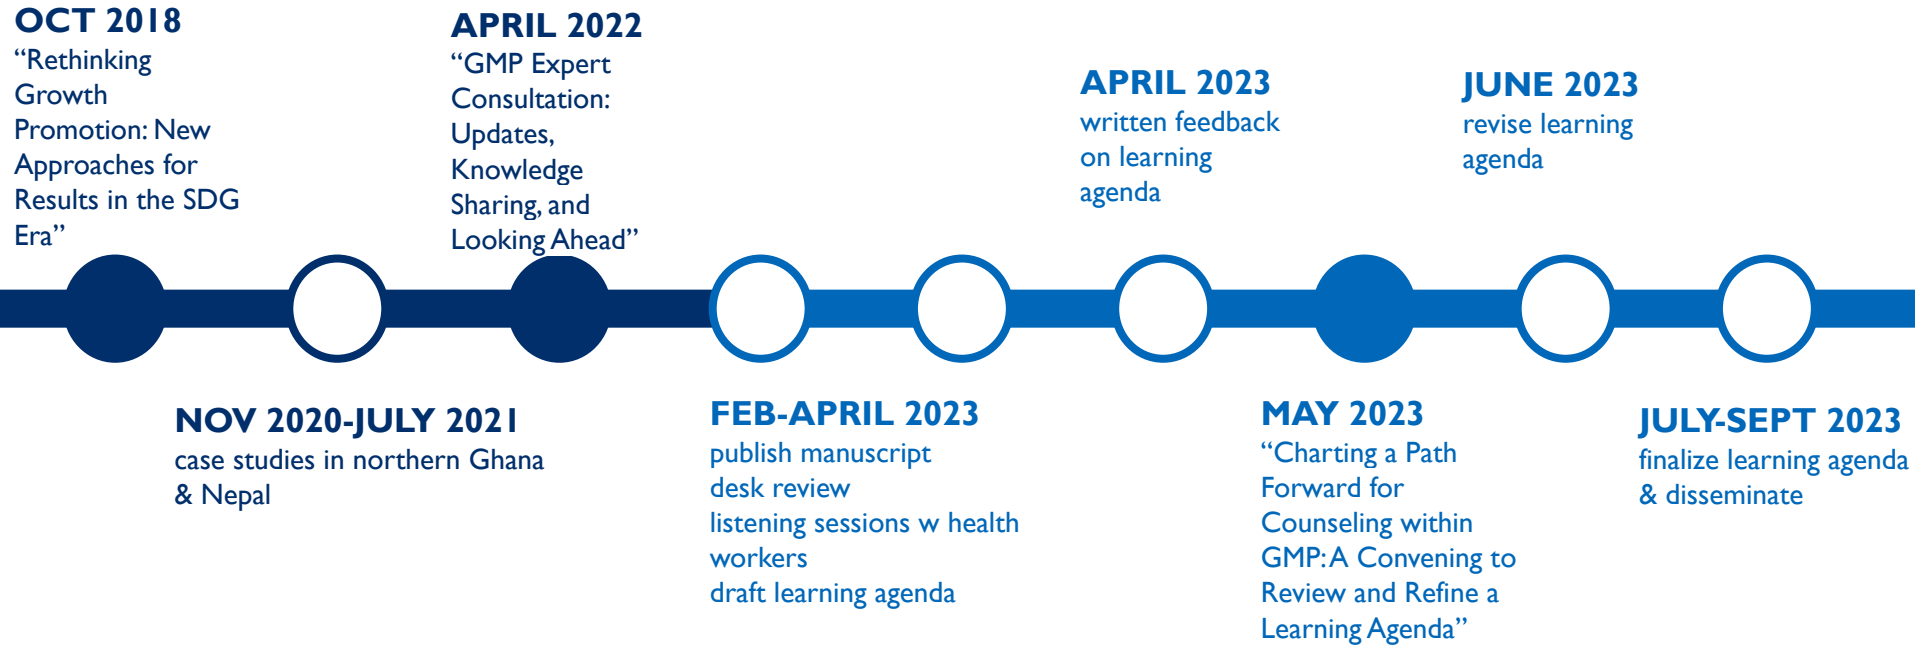 OCT 2018
“Rethinking
Growth
Promotion: New
Approaches for
Results in the SDG
Era”
NOV 2020-JULY 2021
case studies in northern Ghana
& Nepal
APRIL 2022
“GMP Expert
Consultation:
Updates,
Knowledge
Sharing, and
Looking Ahead”
FEB-APRIL 2023
publish manuscript
desk review
listening sessions w health
workers
draft learning agenda
APRIL 2023
written feedback
on learning
agenda
MAY 2023
“Charting a Path
Forward for
Counseling within
GMP: A Convening to
Review and Refine a
Learning Agenda”
JUNE 2023
revise learning
agenda
JULY-SEPT 2023
finalize learning agenda
& disseminate